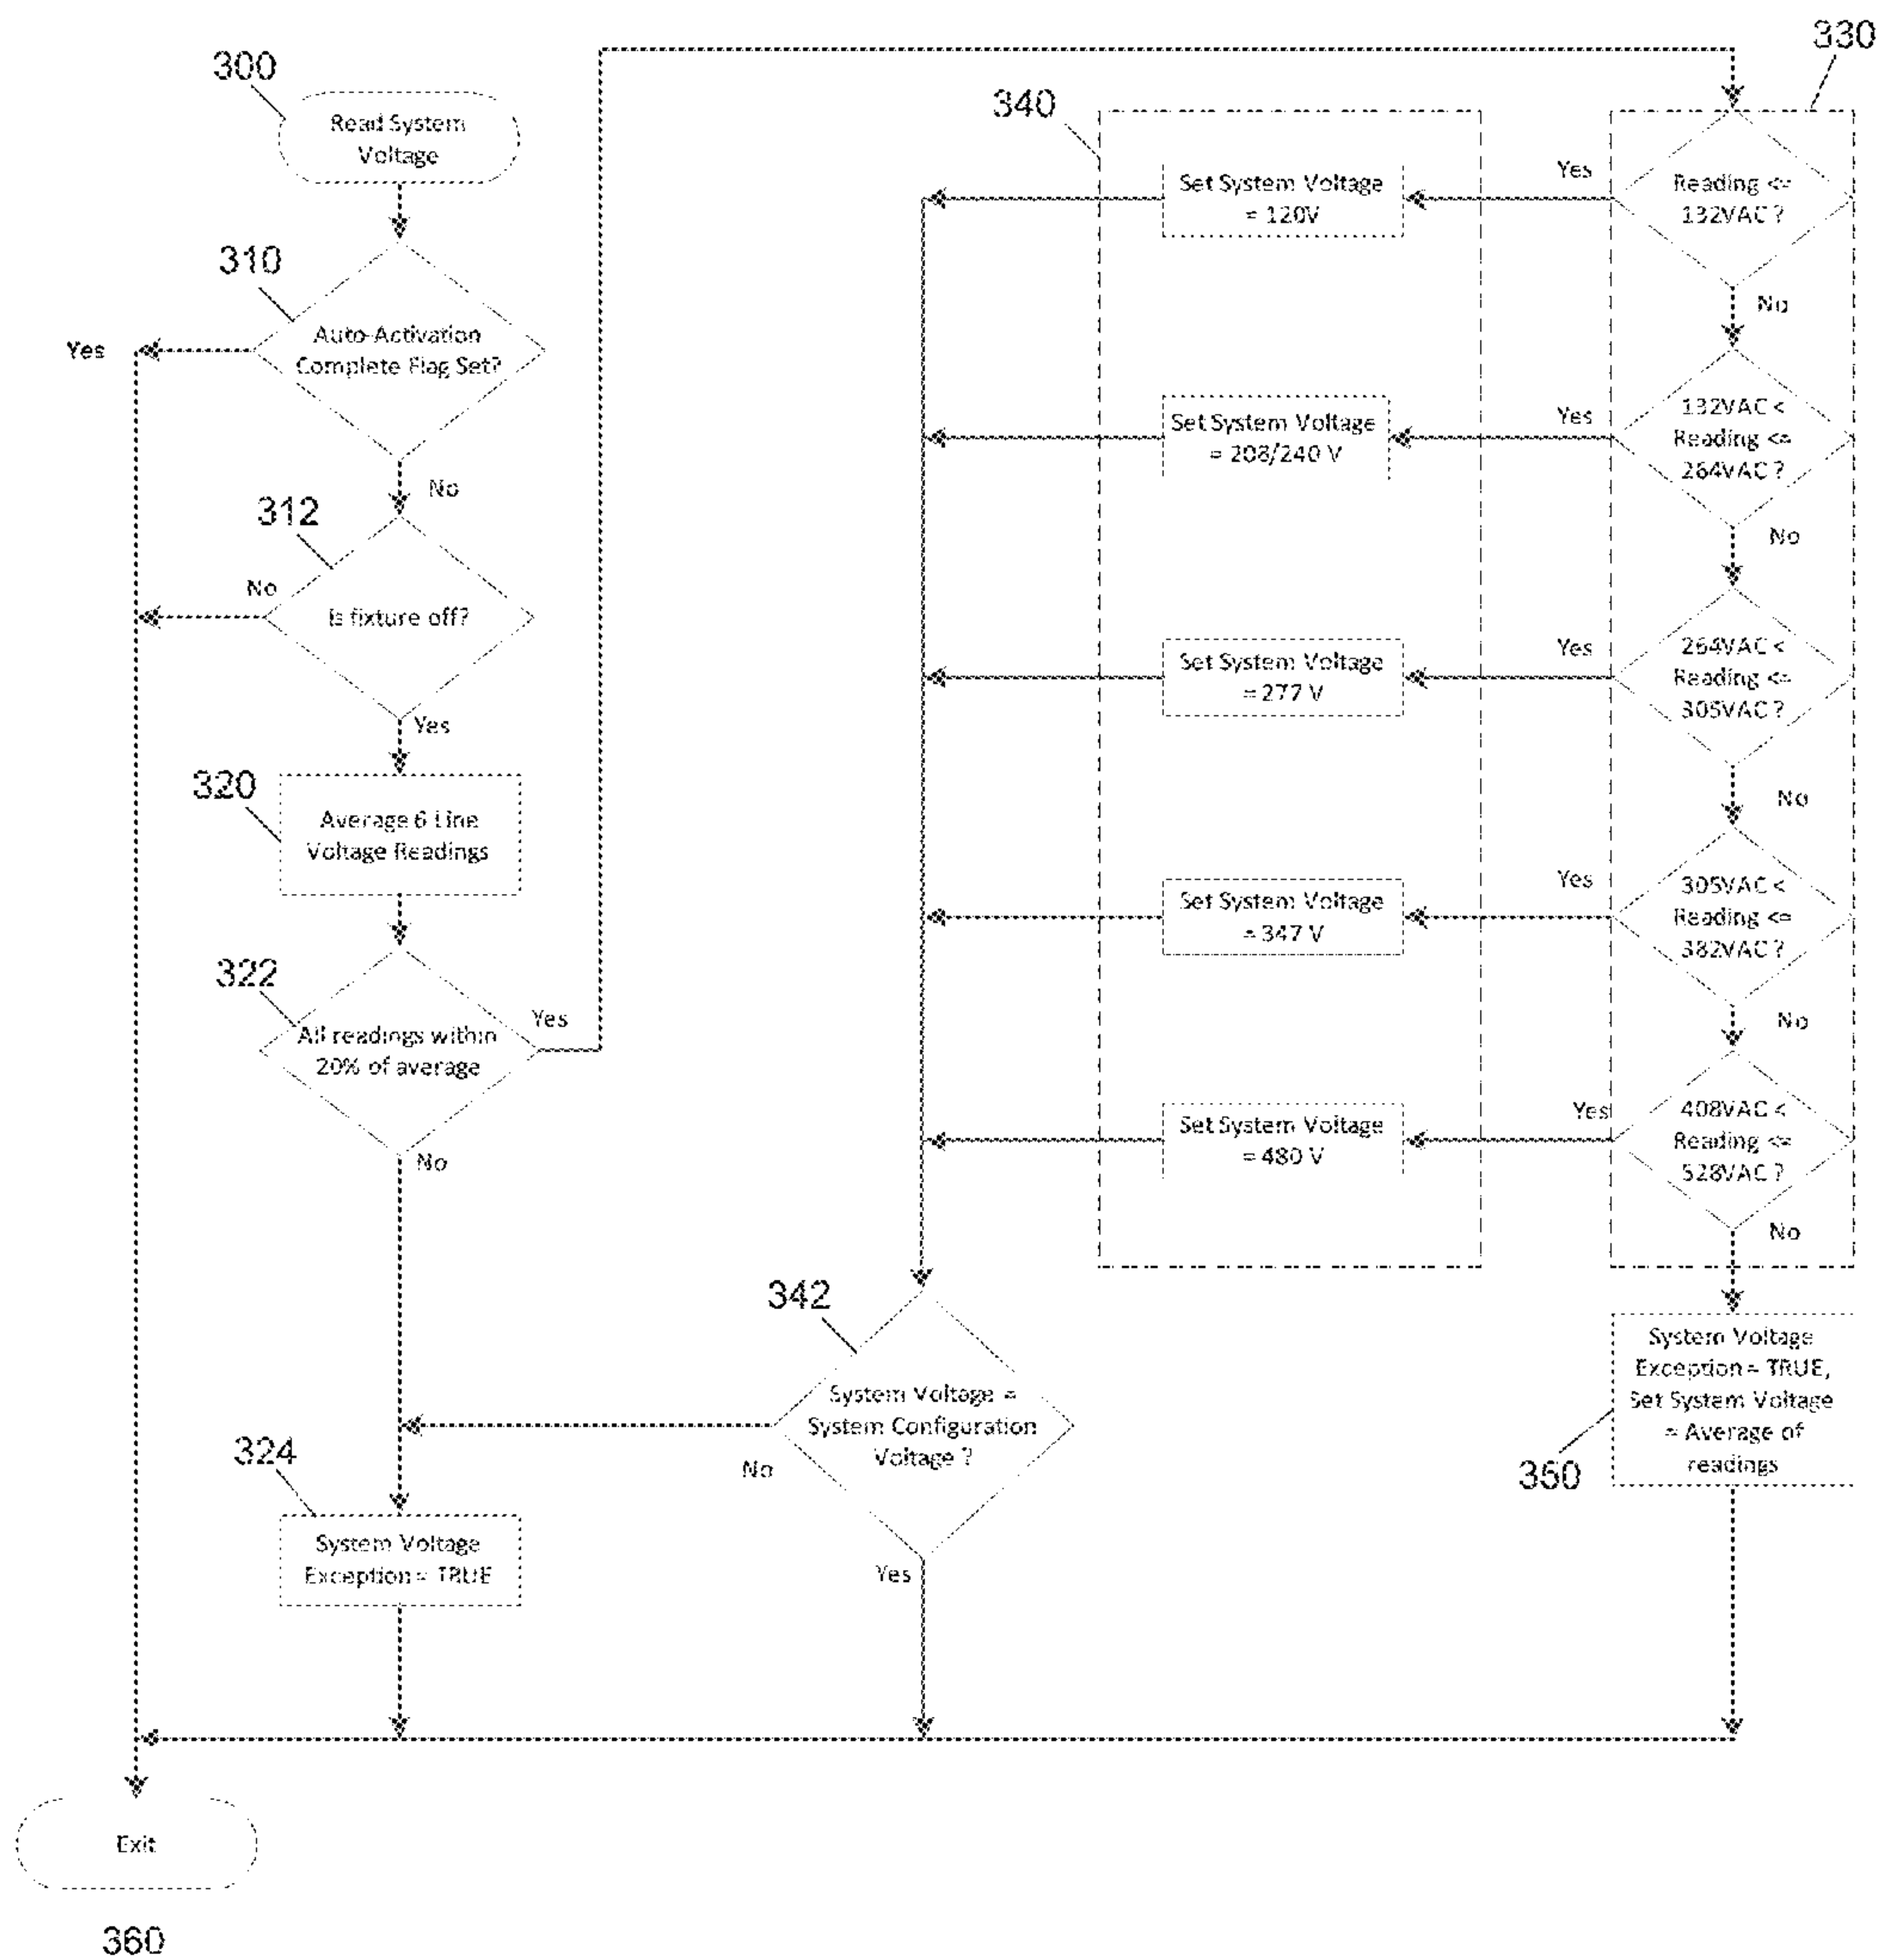 300
Read System
Voltage
310
Auto-Activation
Complete Flag Set?
Yes
No
312
Is fixture off?
No
Yes
320
Average 6 Line
Voltage Readings
322
All readings within
20% of average
Yes
No
324
System Voltage
Exception = TRUE
Exit
360
340
Set System Voltage
= 120V
Set System Voltage
= 208/240 V
Set System Voltage
= 277 V
Set System Voltage
= 347 V
Set System Voltage
= 480 V
342
System Voltage =
System Configuration
Voltage ?
No
Yes
330
Reading <=
132VAC ?
Yes
No
132VAC <
Reading <=
264VAC ?
Yes
No
264VAC <
Reading <=
305VAC ?
Yes
No
305VAC <
Reading <=
382VAC ?
Yes
No
408VAC <
Reading <=
528VAC ?
Yes
No
System Voltage
Exception = TRUE,
Set System Voltage
= Average of
readings
350